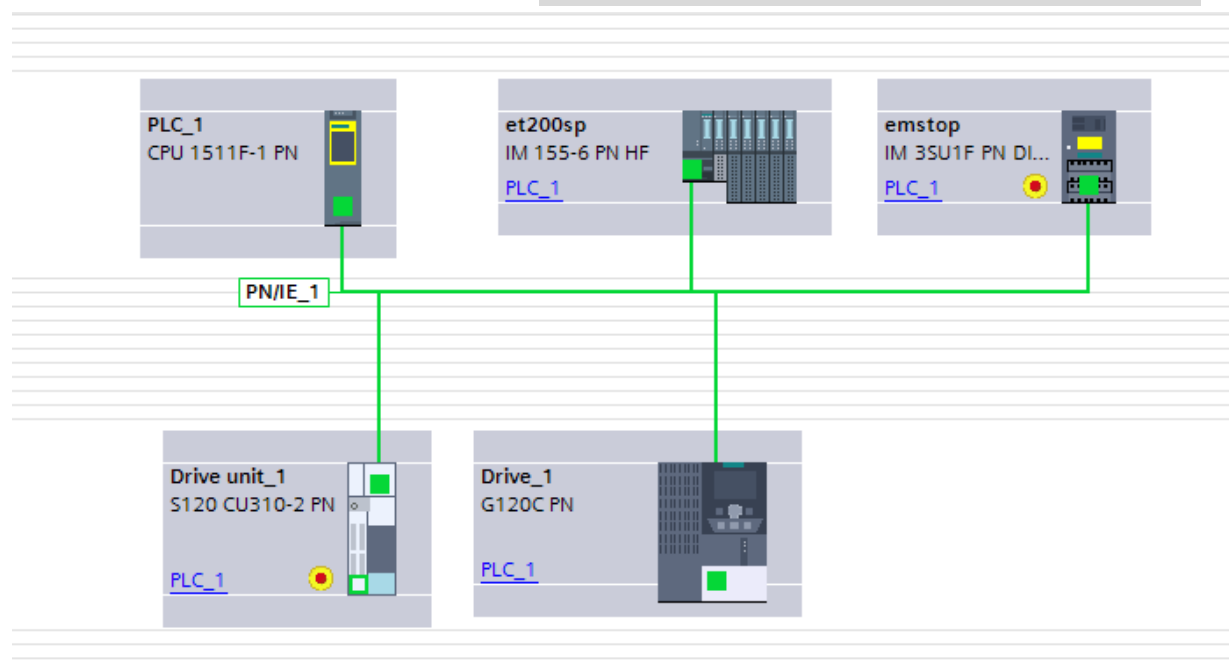 PLC_1
CPU 1511F-1 PN
et200sp
IM 155-6 PN HF
PLC_1
emstop
IM 3SU1F PN DI...
PLC_1
PN/IE_1
Drive unit_1
S120 CU310-2 PN
PLC_1
Drive_1
G120C PN
PLC_1